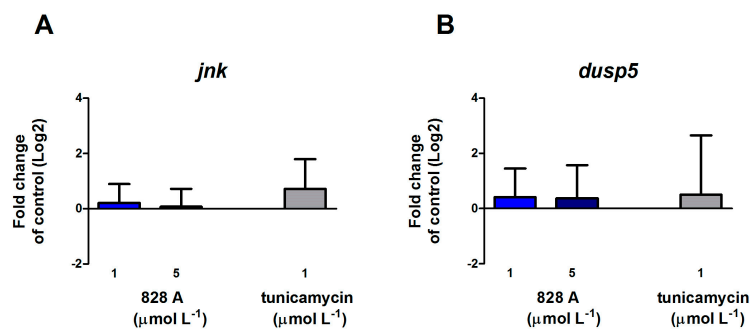 A
jnk
Fold change
of control (Log2)
4
2
0
-2
1 5 1
828 A tunicamycin
(μmol L⁻¹) (μmol L⁻¹)
B
dusp5
Fold change
of control (Log2)
4
2
0
-2
1 5 1
828 A tunicamycin
(μmol L⁻¹) (μmol L⁻¹)